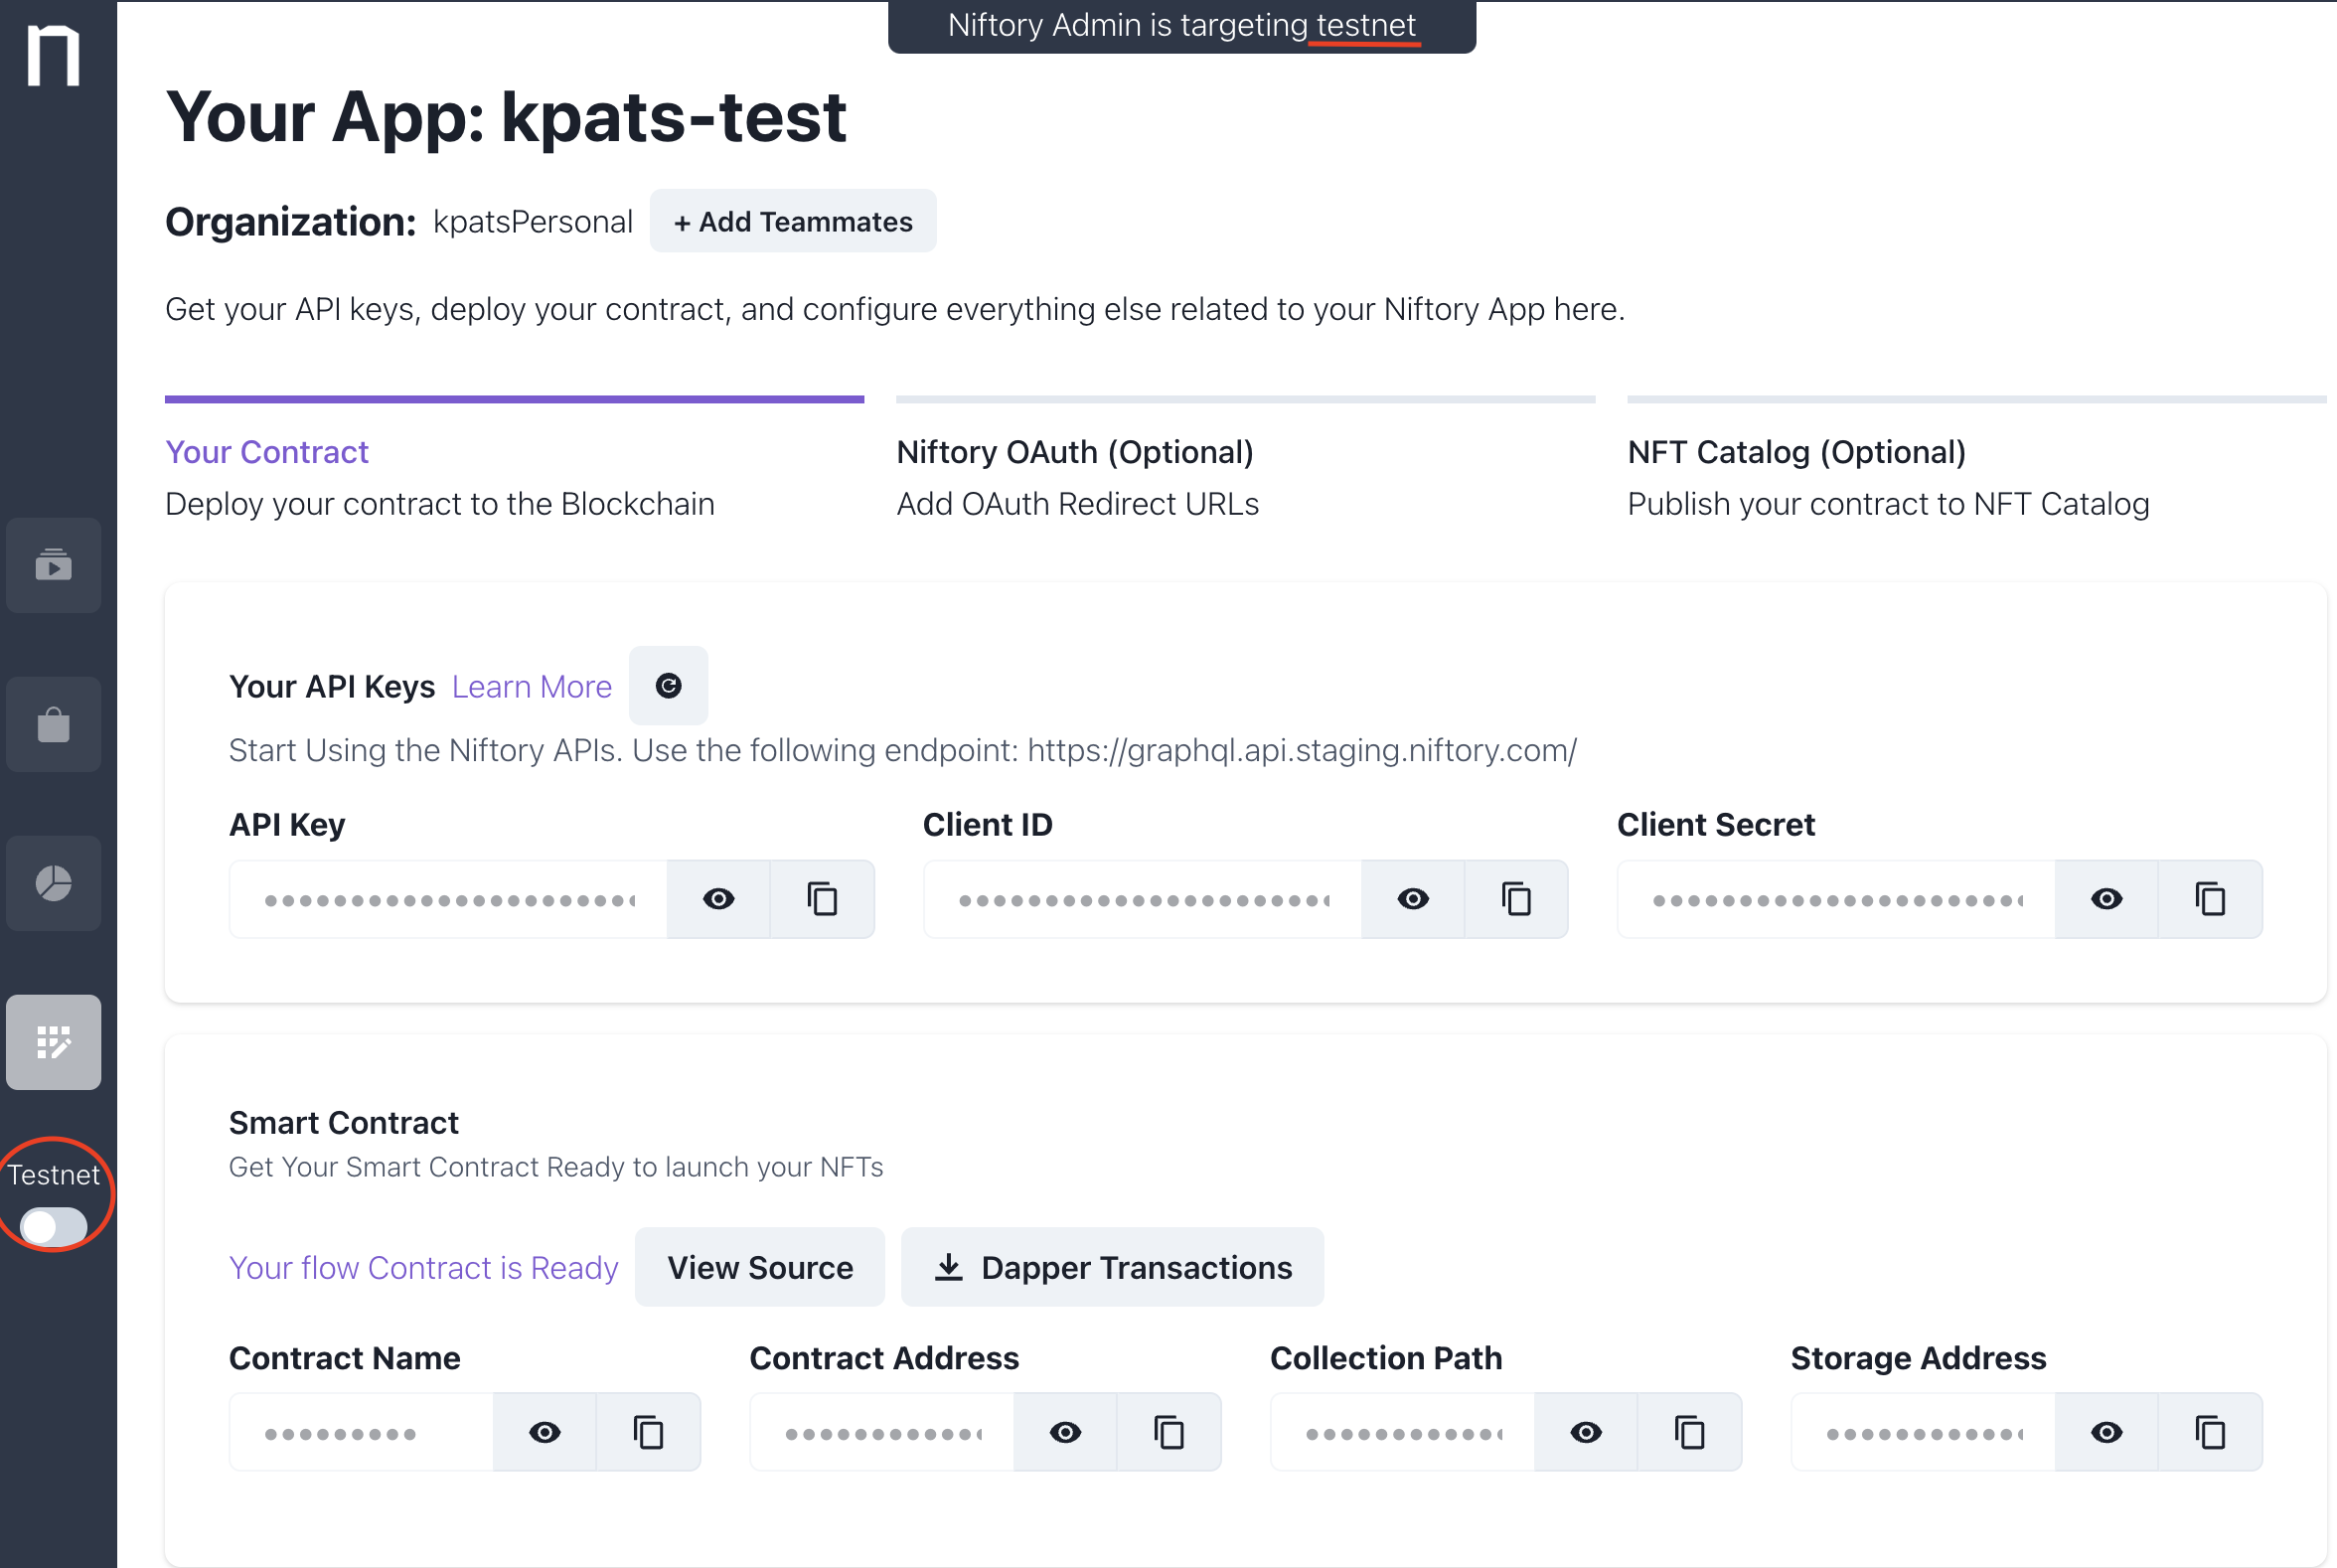 n
Niftory Admin is targeting testnet
Your App: kpats-test
Organization: kpatsPersonal + Add Teammates
Get your API keys, deploy your contract, and configure everything else related to your Niftory App here.
Your Contract
Deploy your contract to the Blockchain
Niftory OAuth (Optional)
Add OAuth Redirect URLs
NFT Catalog (Optional)
Publish your contract to NFT Catalog
Your API Keys Learn More
Start Using the Niftory APIs. Use the following endpoint: https://graphql.api.staging.niftory.com/
API Key Client ID Client Secret
Smart Contract
Get Your Smart Contract Ready to launch your NFTs
Testnet
Your flow Contract is Ready View Source Dapper Transactions
Contract Name Contract Address Collection Path Storage Address